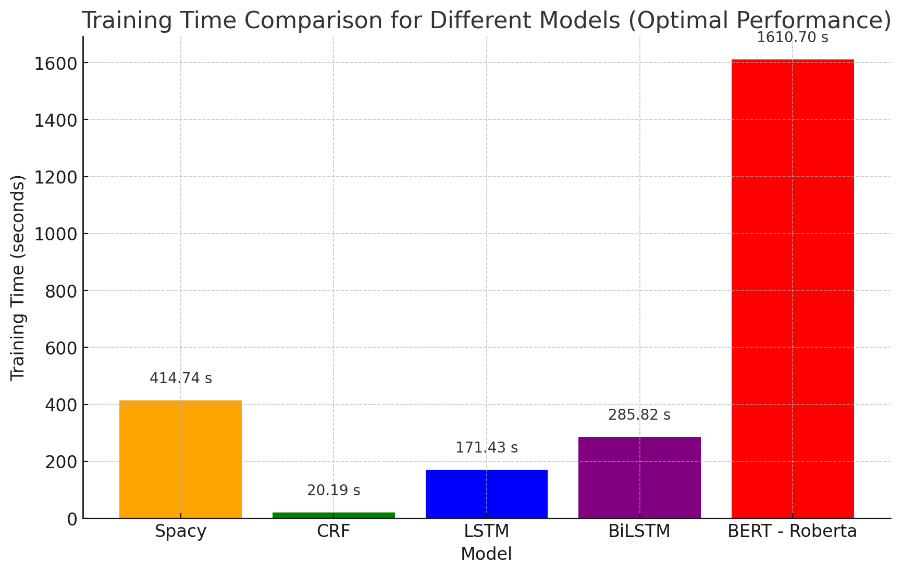 Training Time Comparison for Different Models (Optimal Performance)
1610.70 s
1600
1400
1200
1000
800
600
400
200
0
Training Time (seconds)
414.74 s
20.19 s
171.43 s
285.82 s
Spacy
CRF
LSTM
BiLSTM
BERT - Roberta
Model